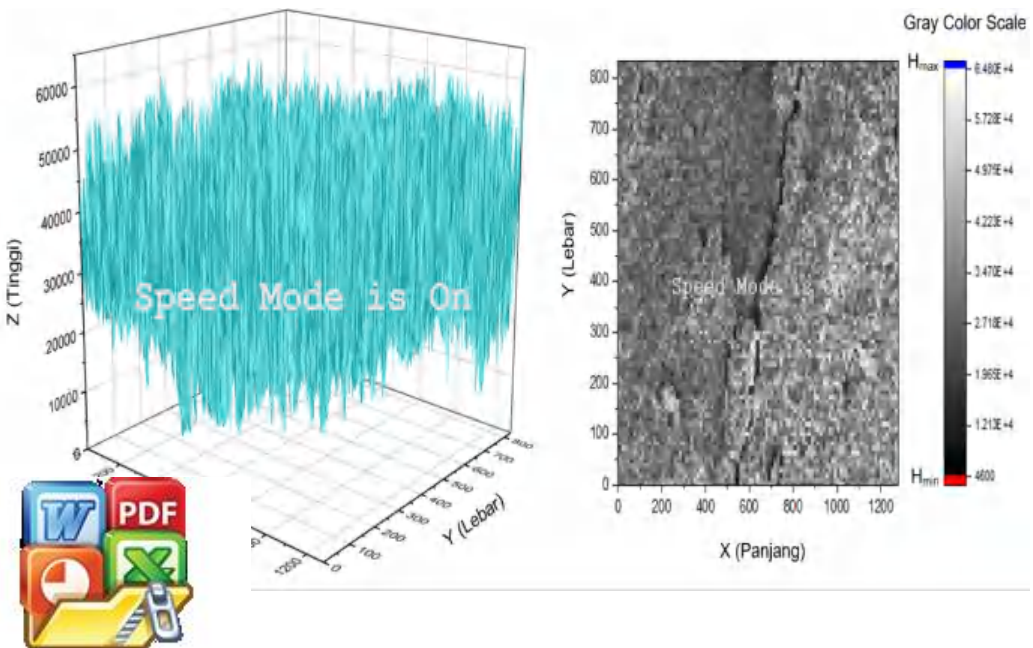 Z (Tinggi)
60000
50000
40000
30000
20000
10000
0
Speed Mode is On
1200
0
100
200
300
400
500
600
700
800
Y (Lebar)
Y (Lebar)
800
700
600
500
400
300
200
100
0
Speed Mode is On
0 200 400 600 800 1000 1200
X (Panjang)
Gray Color Scale
Hmax
6.480E+4
5.728E+4
4.975E+4
4.223E+4
3.470E+4
2.718E+4
1.965E+4
1.213E+4
4600
Hmin
W
PDF
X